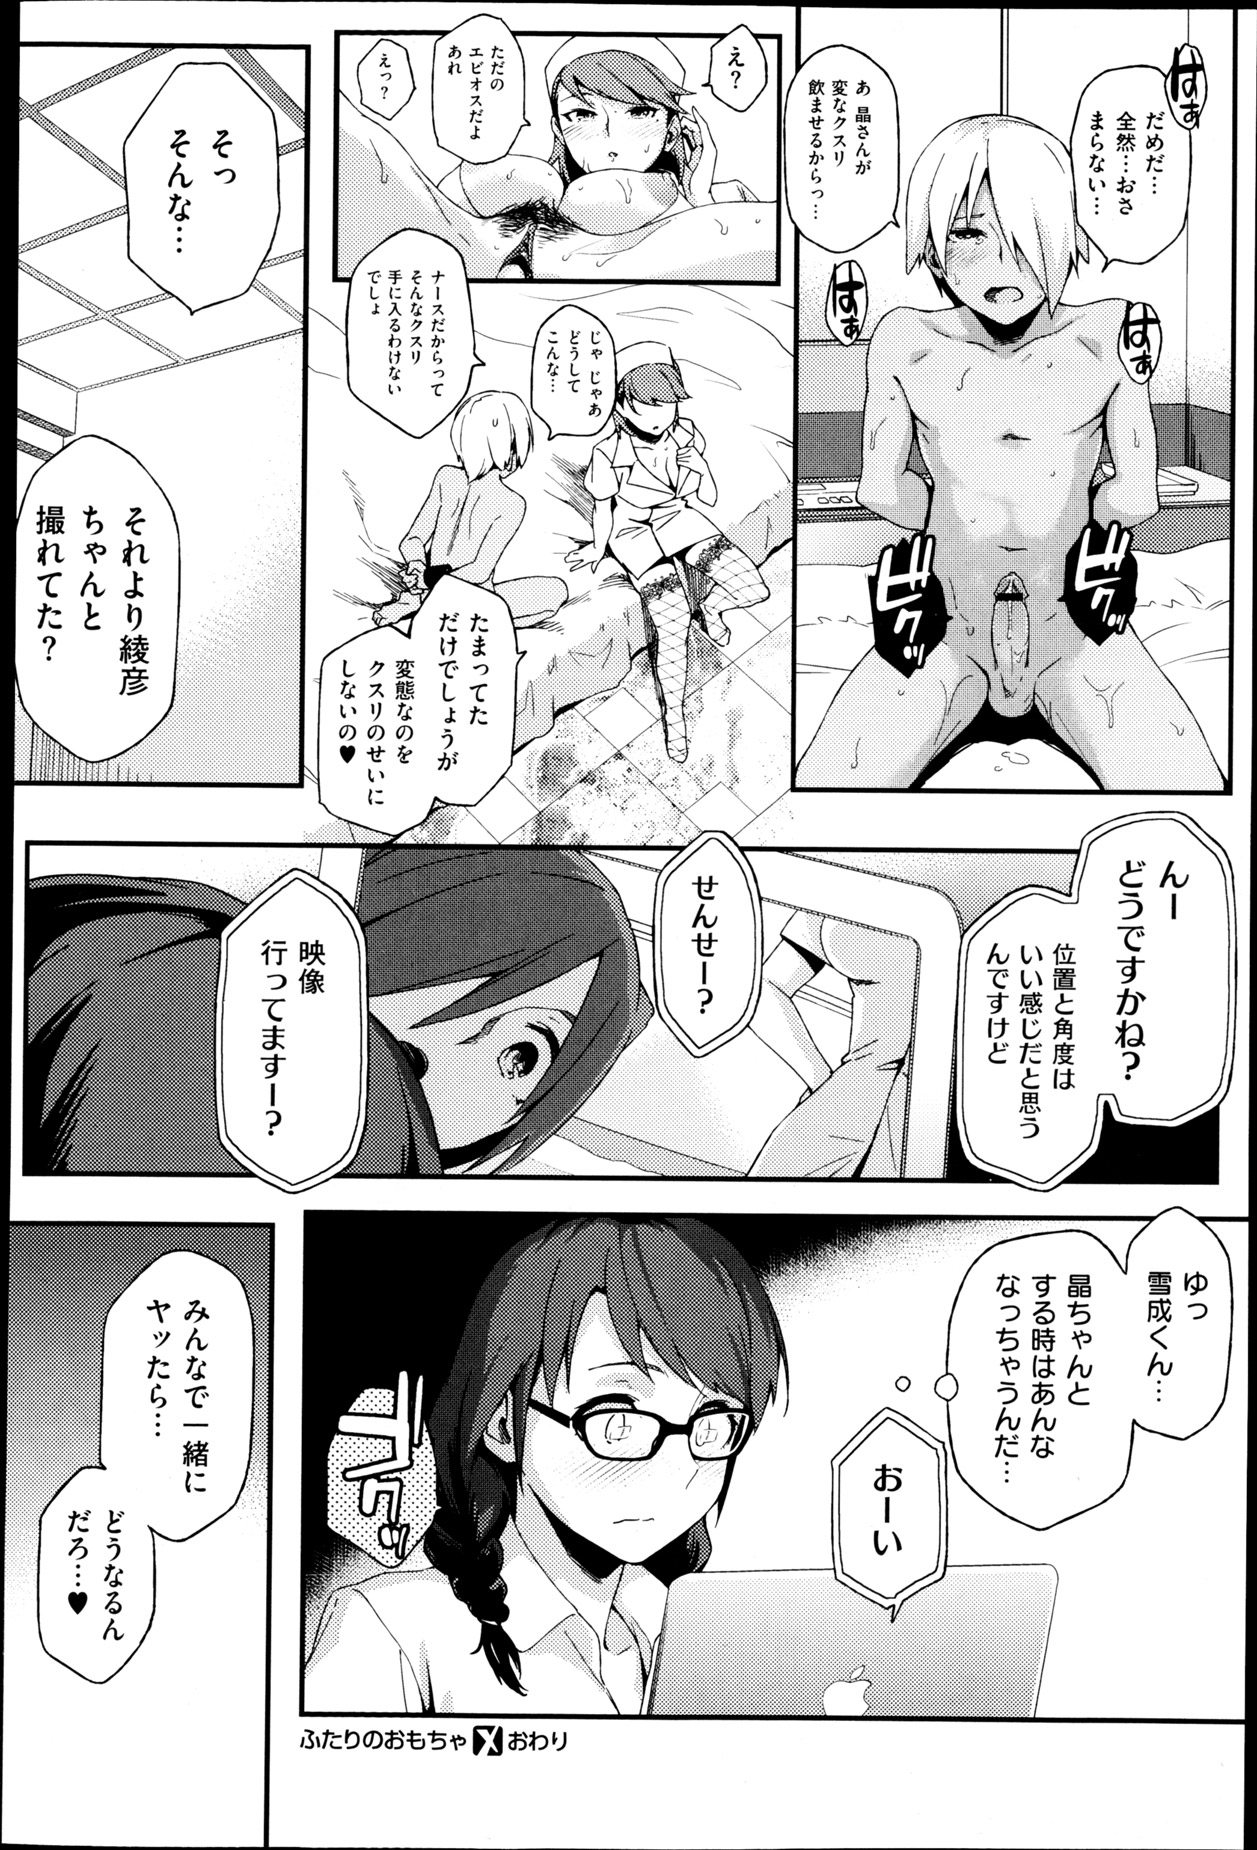 はぁ
だめだ…
全然…おさ
まらない…
あ 晶さんが
変なクスリ
飲ませるからっ…
はぁ
はぁ
ビクッ
ビクッ
え？
ただの
エビオスだよ
あれ
えっ？
じゃ じゃあ
どうして
こんな…
ナースだからって
そんなクスリ
手に入るわけない
でしょ
たまってた
だけでしょうが
変態なのを
クスリのせいに
しないの♥
そっ
そんな…
それより綾彦
ちゃんと
撮れてた？
んー
どうですかね？
位置と角度は
いい感じだと思う
んですけど
せんせー？
映像
行ってますー？
ゆっ
雪成くん…
晶ちゃんと
する時はあんな
なっちゃうんだ…
おーい
ドクドクッ
みんなで一緒に
ヤッたら…
どうなるん
だろ…♥
ふたりのおもちゃ X おわり